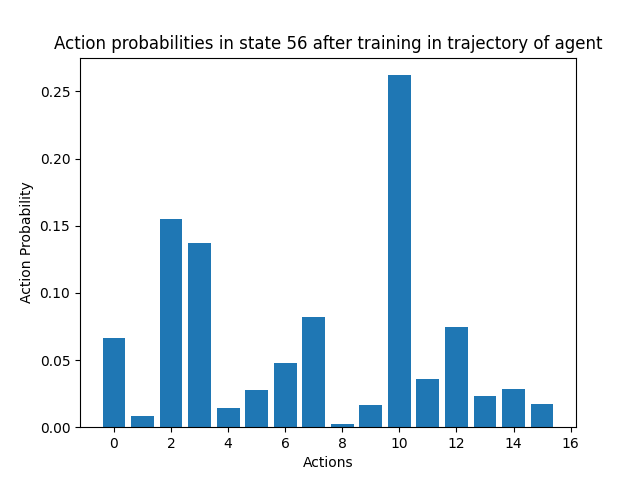 Action probabilities in state 56 after training in trajectory of agent
0.25
0.20
0.15
0.10
0.05
0.00
Action Probability
0 2 4 6 8 10 12 14 16
Actions